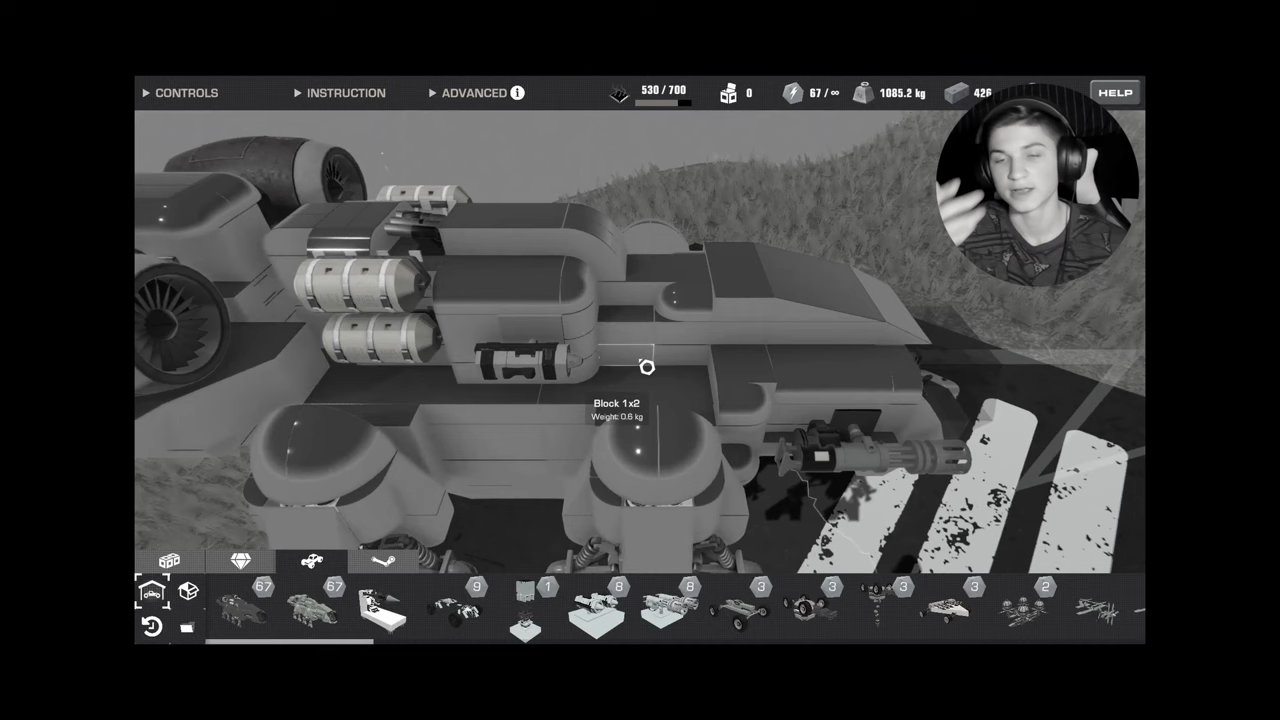 CONTROLS INSTRUCTION ADVANCED i 530 / 700 0 67 / ∞ 1085.2 kg 426 HELP
Block 1x2
Weight: 0.6 kg
67 67 9 1 8 8 3 3 3 3 2